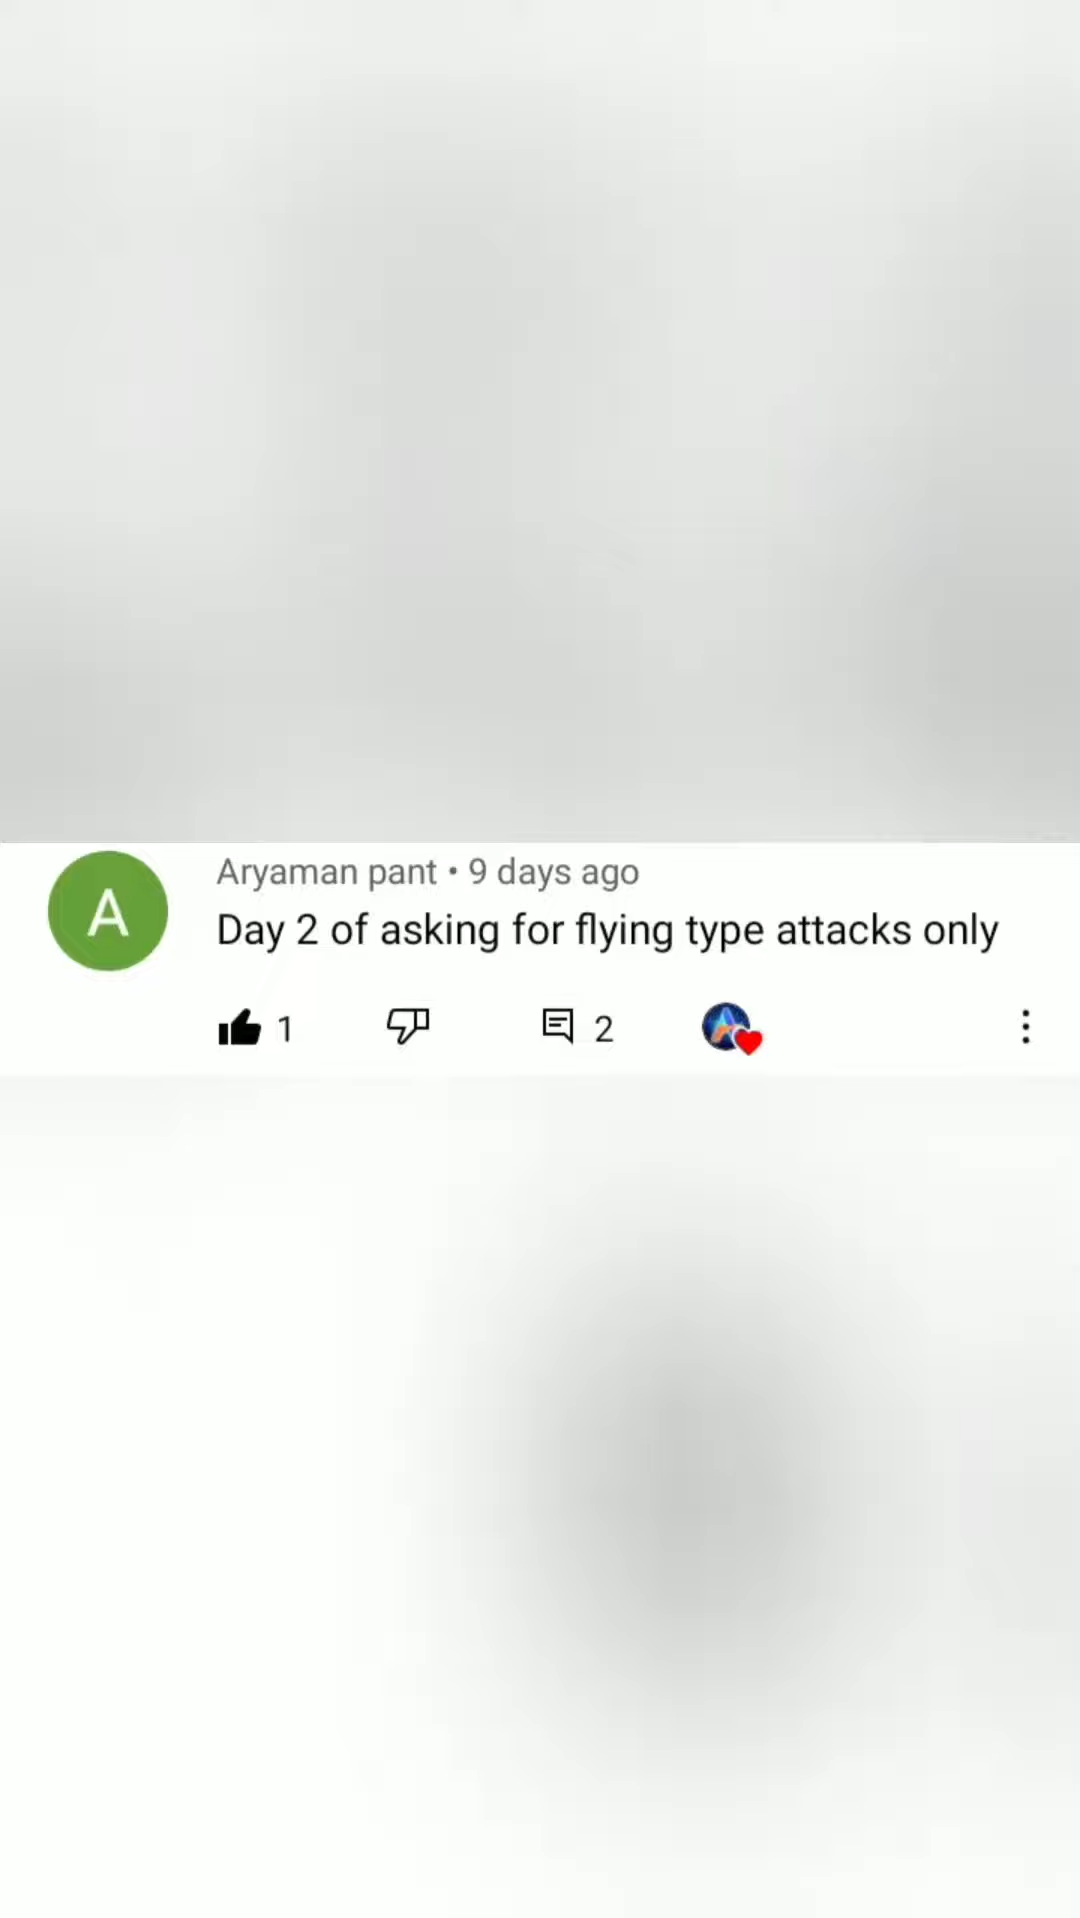 A
Aryaman pant • 9 days ago
Day 2 of asking for flying type attacks only
1
2